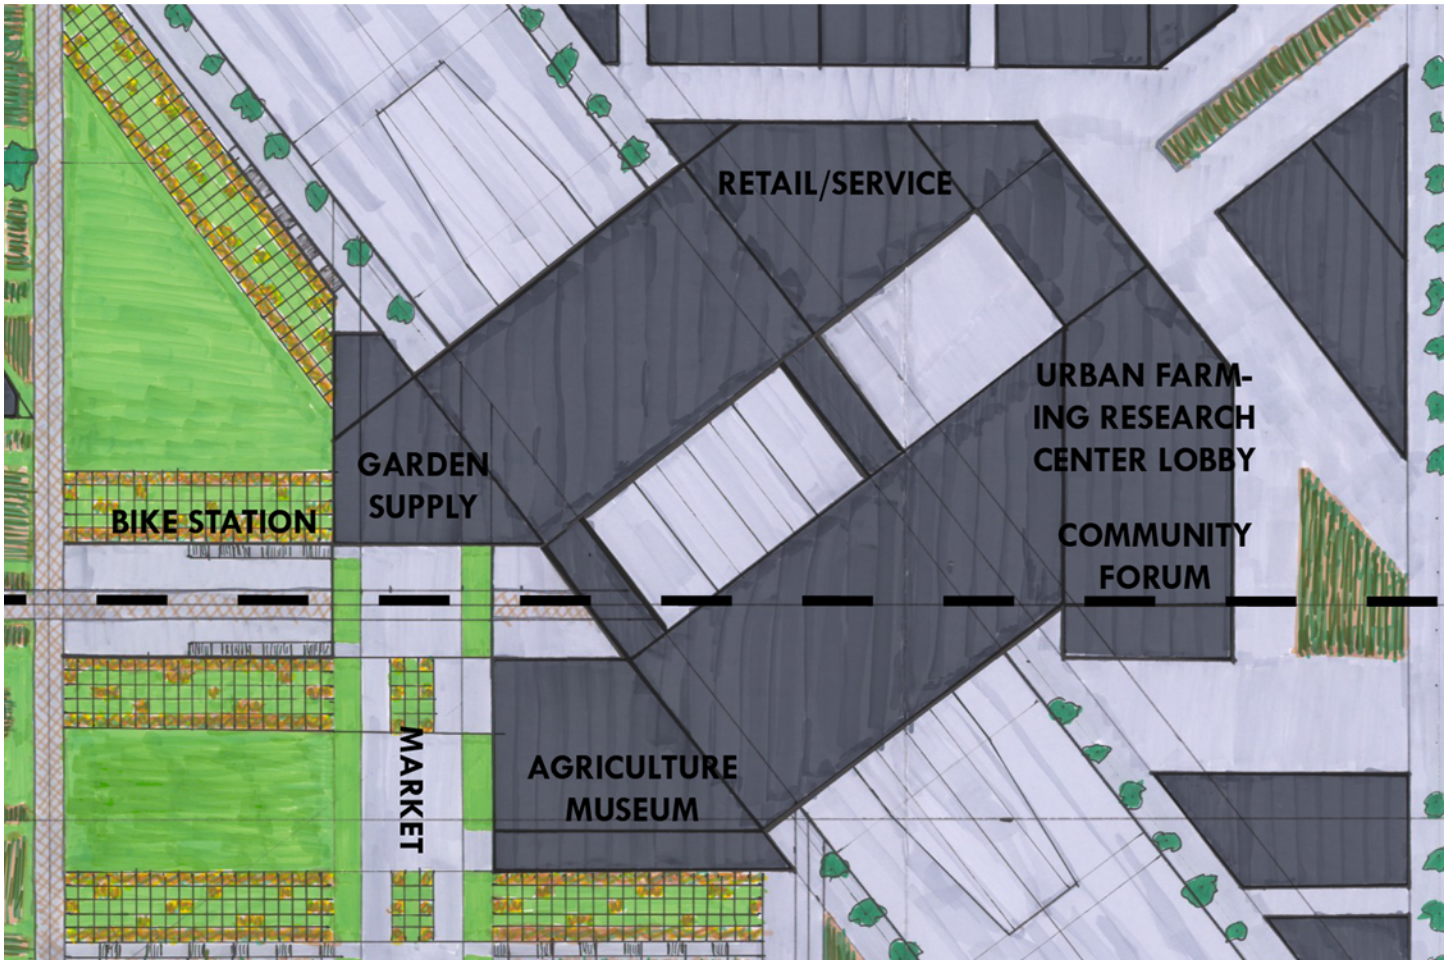 RETAIL/SERVICE
URBAN FARM-
ING RESEARCH
CENTER LOBBY
GARDEN
SUPPLY
BIKE STATION
COMMUNITY
FORUM
MARKET
AGRICULTURE
MUSEUM